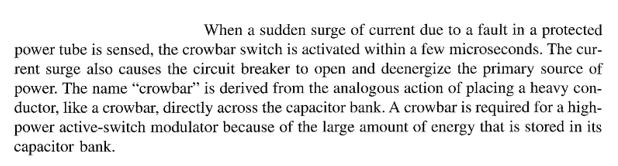 When a sudden surge of current due to a fault in a protected
power tube is sensed, the crowbar switch is activated within a few microseconds. The cur-
rent surge also causes the circuit breaker to open and deenergize the primary source of
power. The name “crowbar” is derived from the analogous action of placing a heavy con-
ductor, like a crowbar, directly across the capacitor bank. A crowbar is required for a high-
power active-switch modulator because of the large amount of energy that is stored in its
capacitor bank.